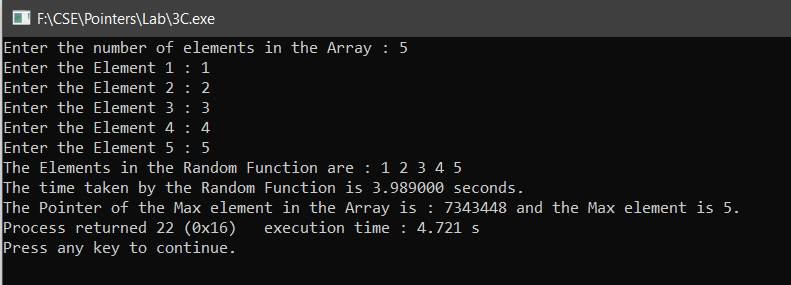 F:\CSE\Pointers\Lab\3C.exe
Enter the number of elements in the Array : 5
Enter the Element 1 : 1
Enter the Element 2 : 2
Enter the Element 3 : 3
Enter the Element 4 : 4
Enter the Element 5 : 5
The Elements in the Random Function are : 1 2 3 4 5
The time taken by the Random Function is 3.989000 seconds.
The Pointer of the Max element in the Array is : 7343448 and the Max element is 5.
Process returned 22 (0x16)   execution time : 4.721 s
Press any key to continue.